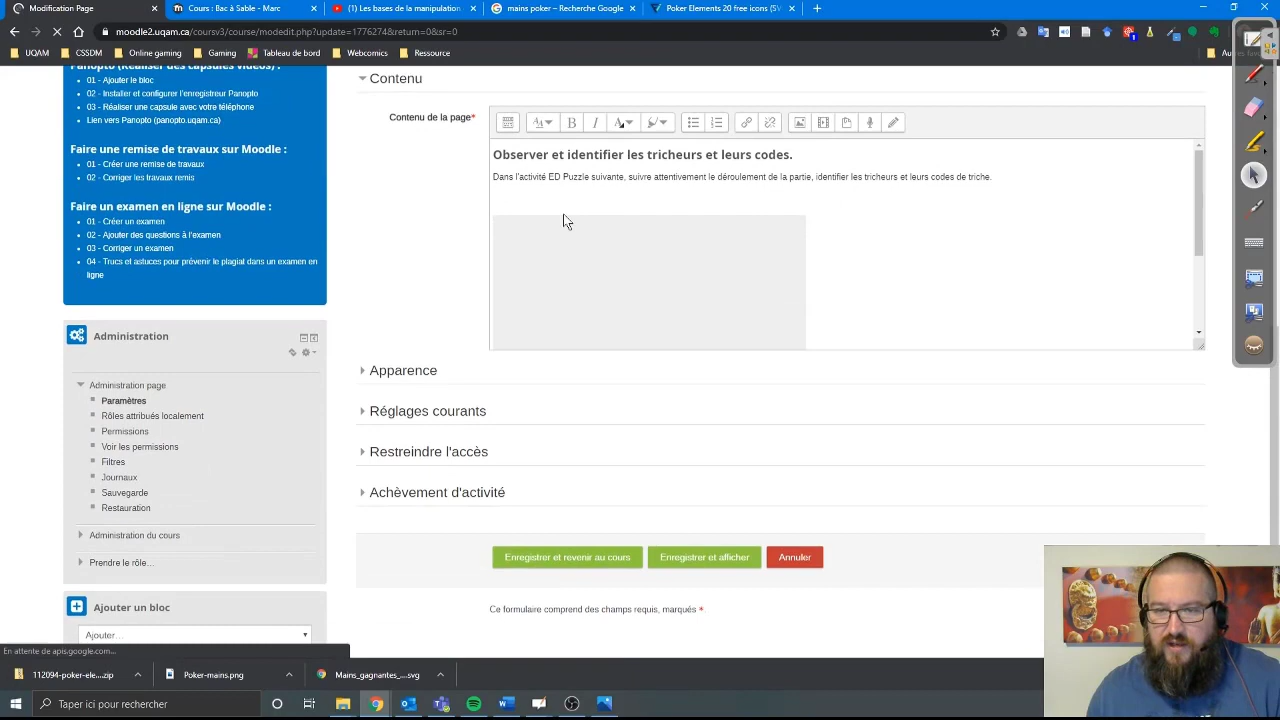 Modification Page
Cours : Bac à Sable - Marc
(1) Les bases de la manipulation
mains poker – Recherche Google
Poker Elements 20 free icons (SV
moodle2.uqam.ca/coursv3/course/modedit.php?update=1776274&return=0&sr=0
UQAM
CSSDM
Online gaming
Gaming
Tableau de bord
Webcomics
Ressource
Panopto (Réaliser des capsules vidéos) :
01 - Ajouter le bloc
02 - Installer et configurer l'enregistreur Panopto
03 - Réaliser une capsule avec votre téléphone
Lien vers Panopto (panopto.uqam.ca)
Faire une remise de travaux sur Moodle :
01 - Créer une remise de travaux
02 - Corriger les travaux remis
Faire un examen en ligne sur Moodle :
01 - Créer un examen
02 - Ajouter des questions à l'examen
03 - Corriger un examen
04 - Trucs et astuces pour prévenir le plagiat dans un examen en
ligne
Administration
Administration page
Paramètres
Rôles attribués localement
Permissions
Voir les permissions
Filtres
Journaux
Sauvegarde
Restauration
Administration du cours
Prendre le rôle…
Ajouter un bloc
Ajouter…
Contenu
Contenu de la page*
Observer et identifier les tricheurs et leurs codes.
Dans l'activité ED Puzzle suivante, suivre attentivement le déroulement de la partie, identifier les tricheurs et leurs codes de triche.
Apparence
Réglages courants
Restreindre l'accès
Achèvement d'activité
Enregistrer et revenir au cours
Enregistrer et afficher
Annuler
Ce formulaire comprend des champs requis, marqués *.
En attente de apis.google.com...
112094-poker-ele....zip
Poker-mains.png
Mains_gagnantes_....svg
Taper ici pour rechercher